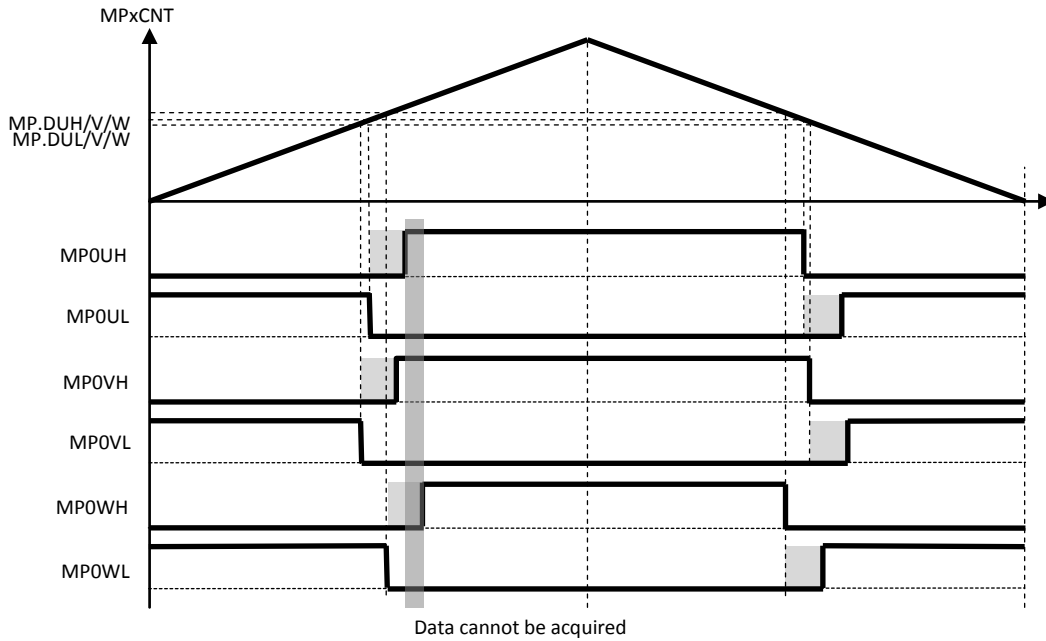 MPxCNT
MP.DUH/V/W
MP.DUL/V/W
MP0UH
MP0UL
MP0VH
MP0VL
MP0WH
MP0WL
Data cannot be acquired